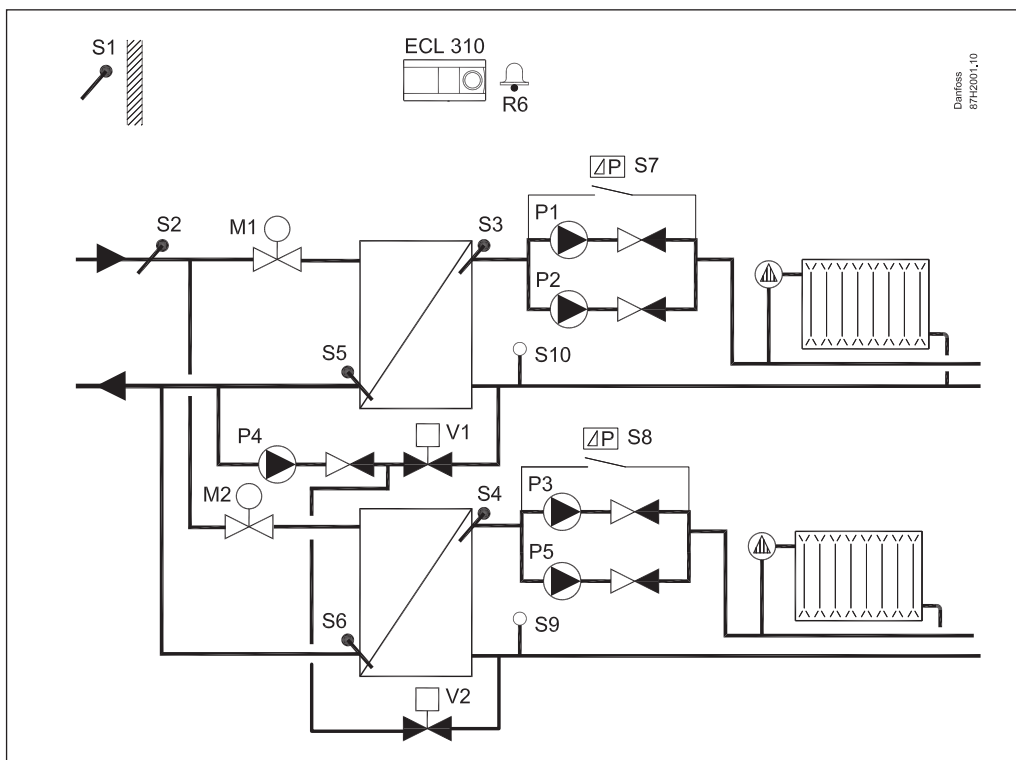 S1
ECL 310
R6
Danfoss
87H2001.10
⊿P S7
S2
M1
S3
P1
P2
S5
S10
P4
V1
⊿P S8
M2
S4
P3
P5
S6
S9
V2